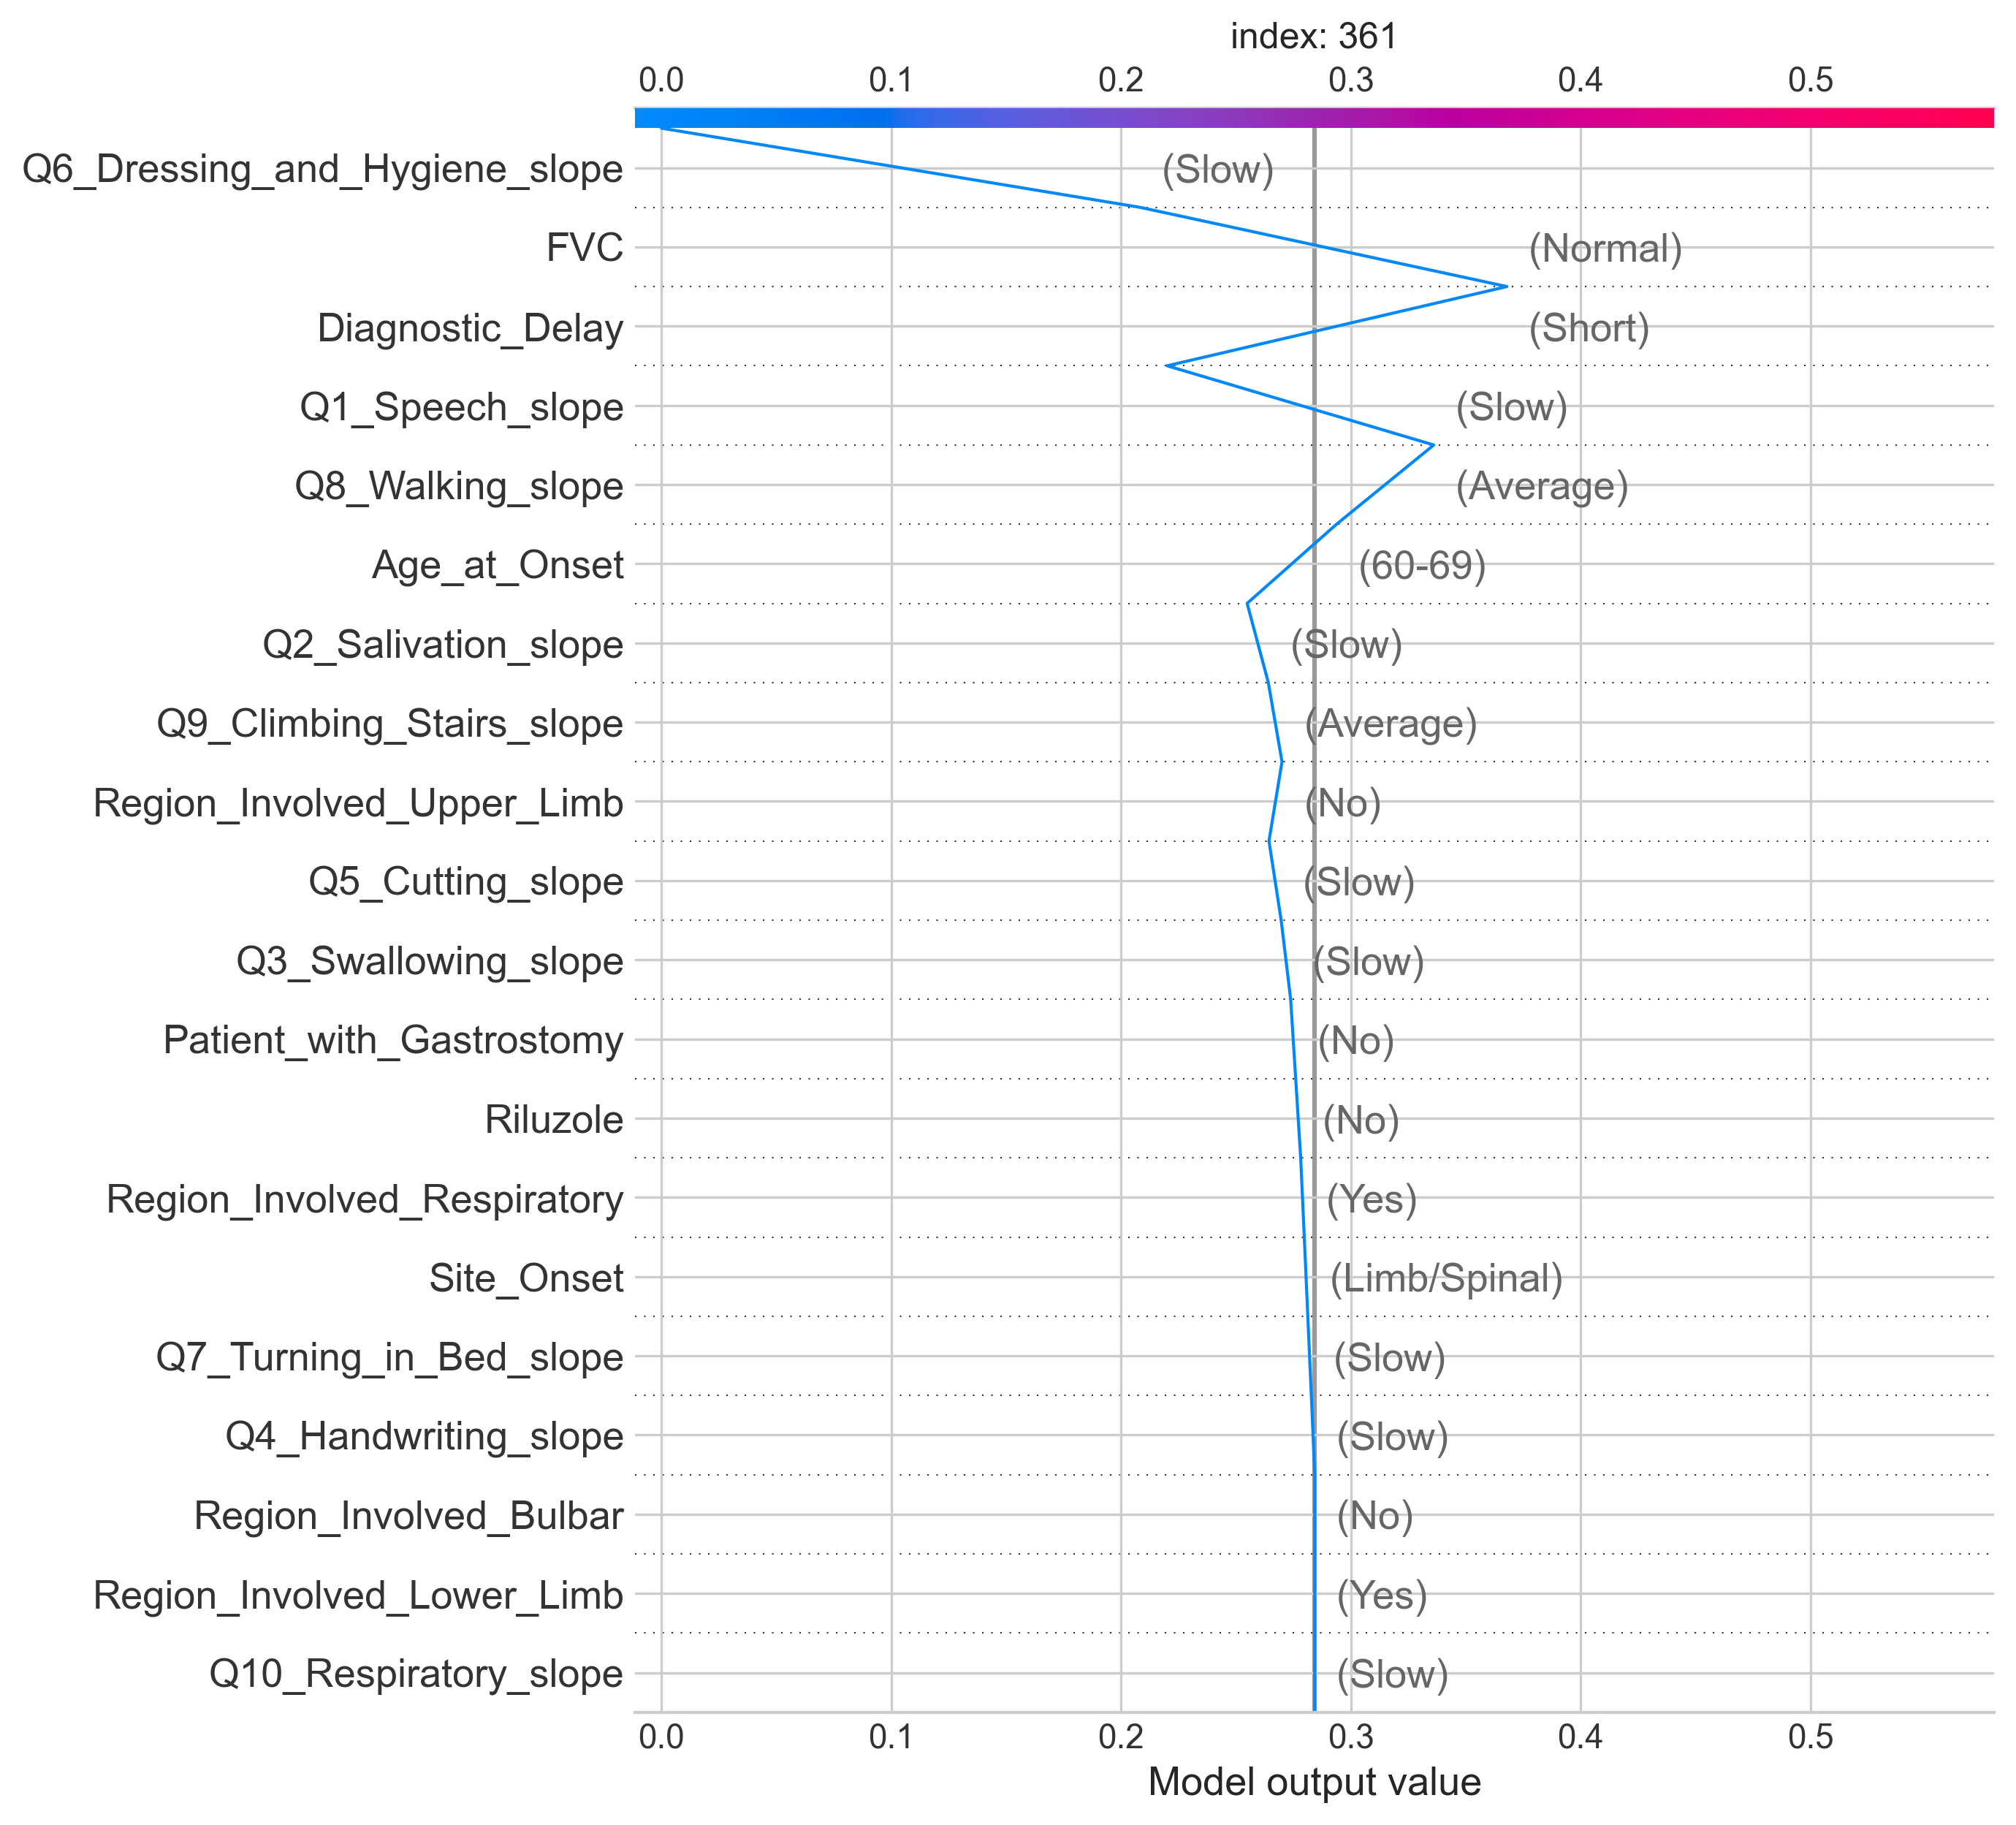 index: 361
0.0 0.1 0.2 0.3 0.4 0.5
Q6_Dressing_and_Hygiene_slope (Slow)
FVC (Normal)
Diagnostic_Delay (Short)
Q1_Speech_slope (Slow)
Q8_Walking_slope (Average)
Age_at_Onset (60-69)
Q2_Salivation_slope (Slow)
Q9_Climbing_Stairs_slope (Average)
Region_Involved_Upper_Limb (No)
Q5_Cutting_slope (Slow)
Q3_Swallowing_slope (Slow)
Patient_with_Gastrostomy (No)
Riluzole (No)
Region_Involved_Respiratory (Yes)
Site_Onset (Limb/Spinal)
Q7_Turning_in_Bed_slope (Slow)
Q4_Handwriting_slope (Slow)
Region_Involved_Bulbar (No)
Region_Involved_Lower_Limb (Yes)
Q10_Respiratory_slope (Slow)
0.0 0.1 0.2 0.3 0.4 0.5
Model output value